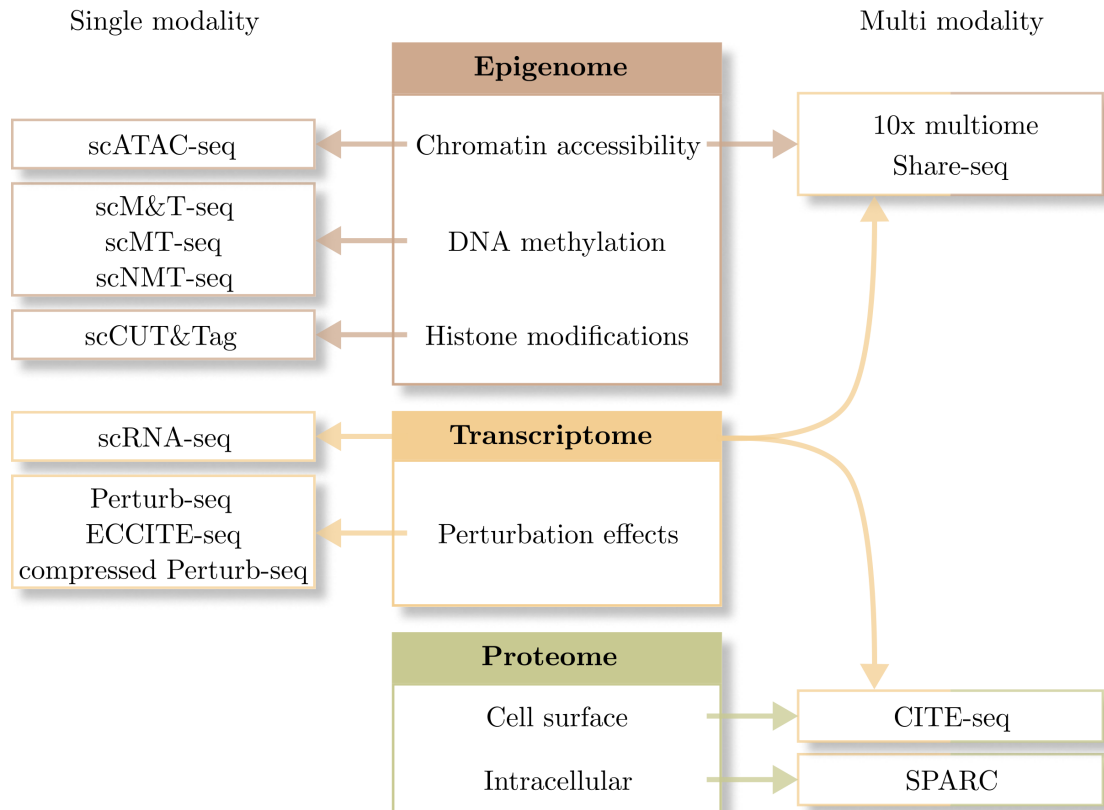 Single modality
Multi modality
Epigenome
scATAC-seq
Chromatin accessibility
10x multiome
Share-seq
scM&T-seq
scMT-seq
scNMT-seq
DNA methylation
scCUT&Tag
Histone modifications
scRNA-seq
Transcriptome
Perturb-seq
ECCITE-seq
compressed Perturb-seq
Perturbation effects
Proteome
Cell surface
CITE-seq
Intracellular
SPARC